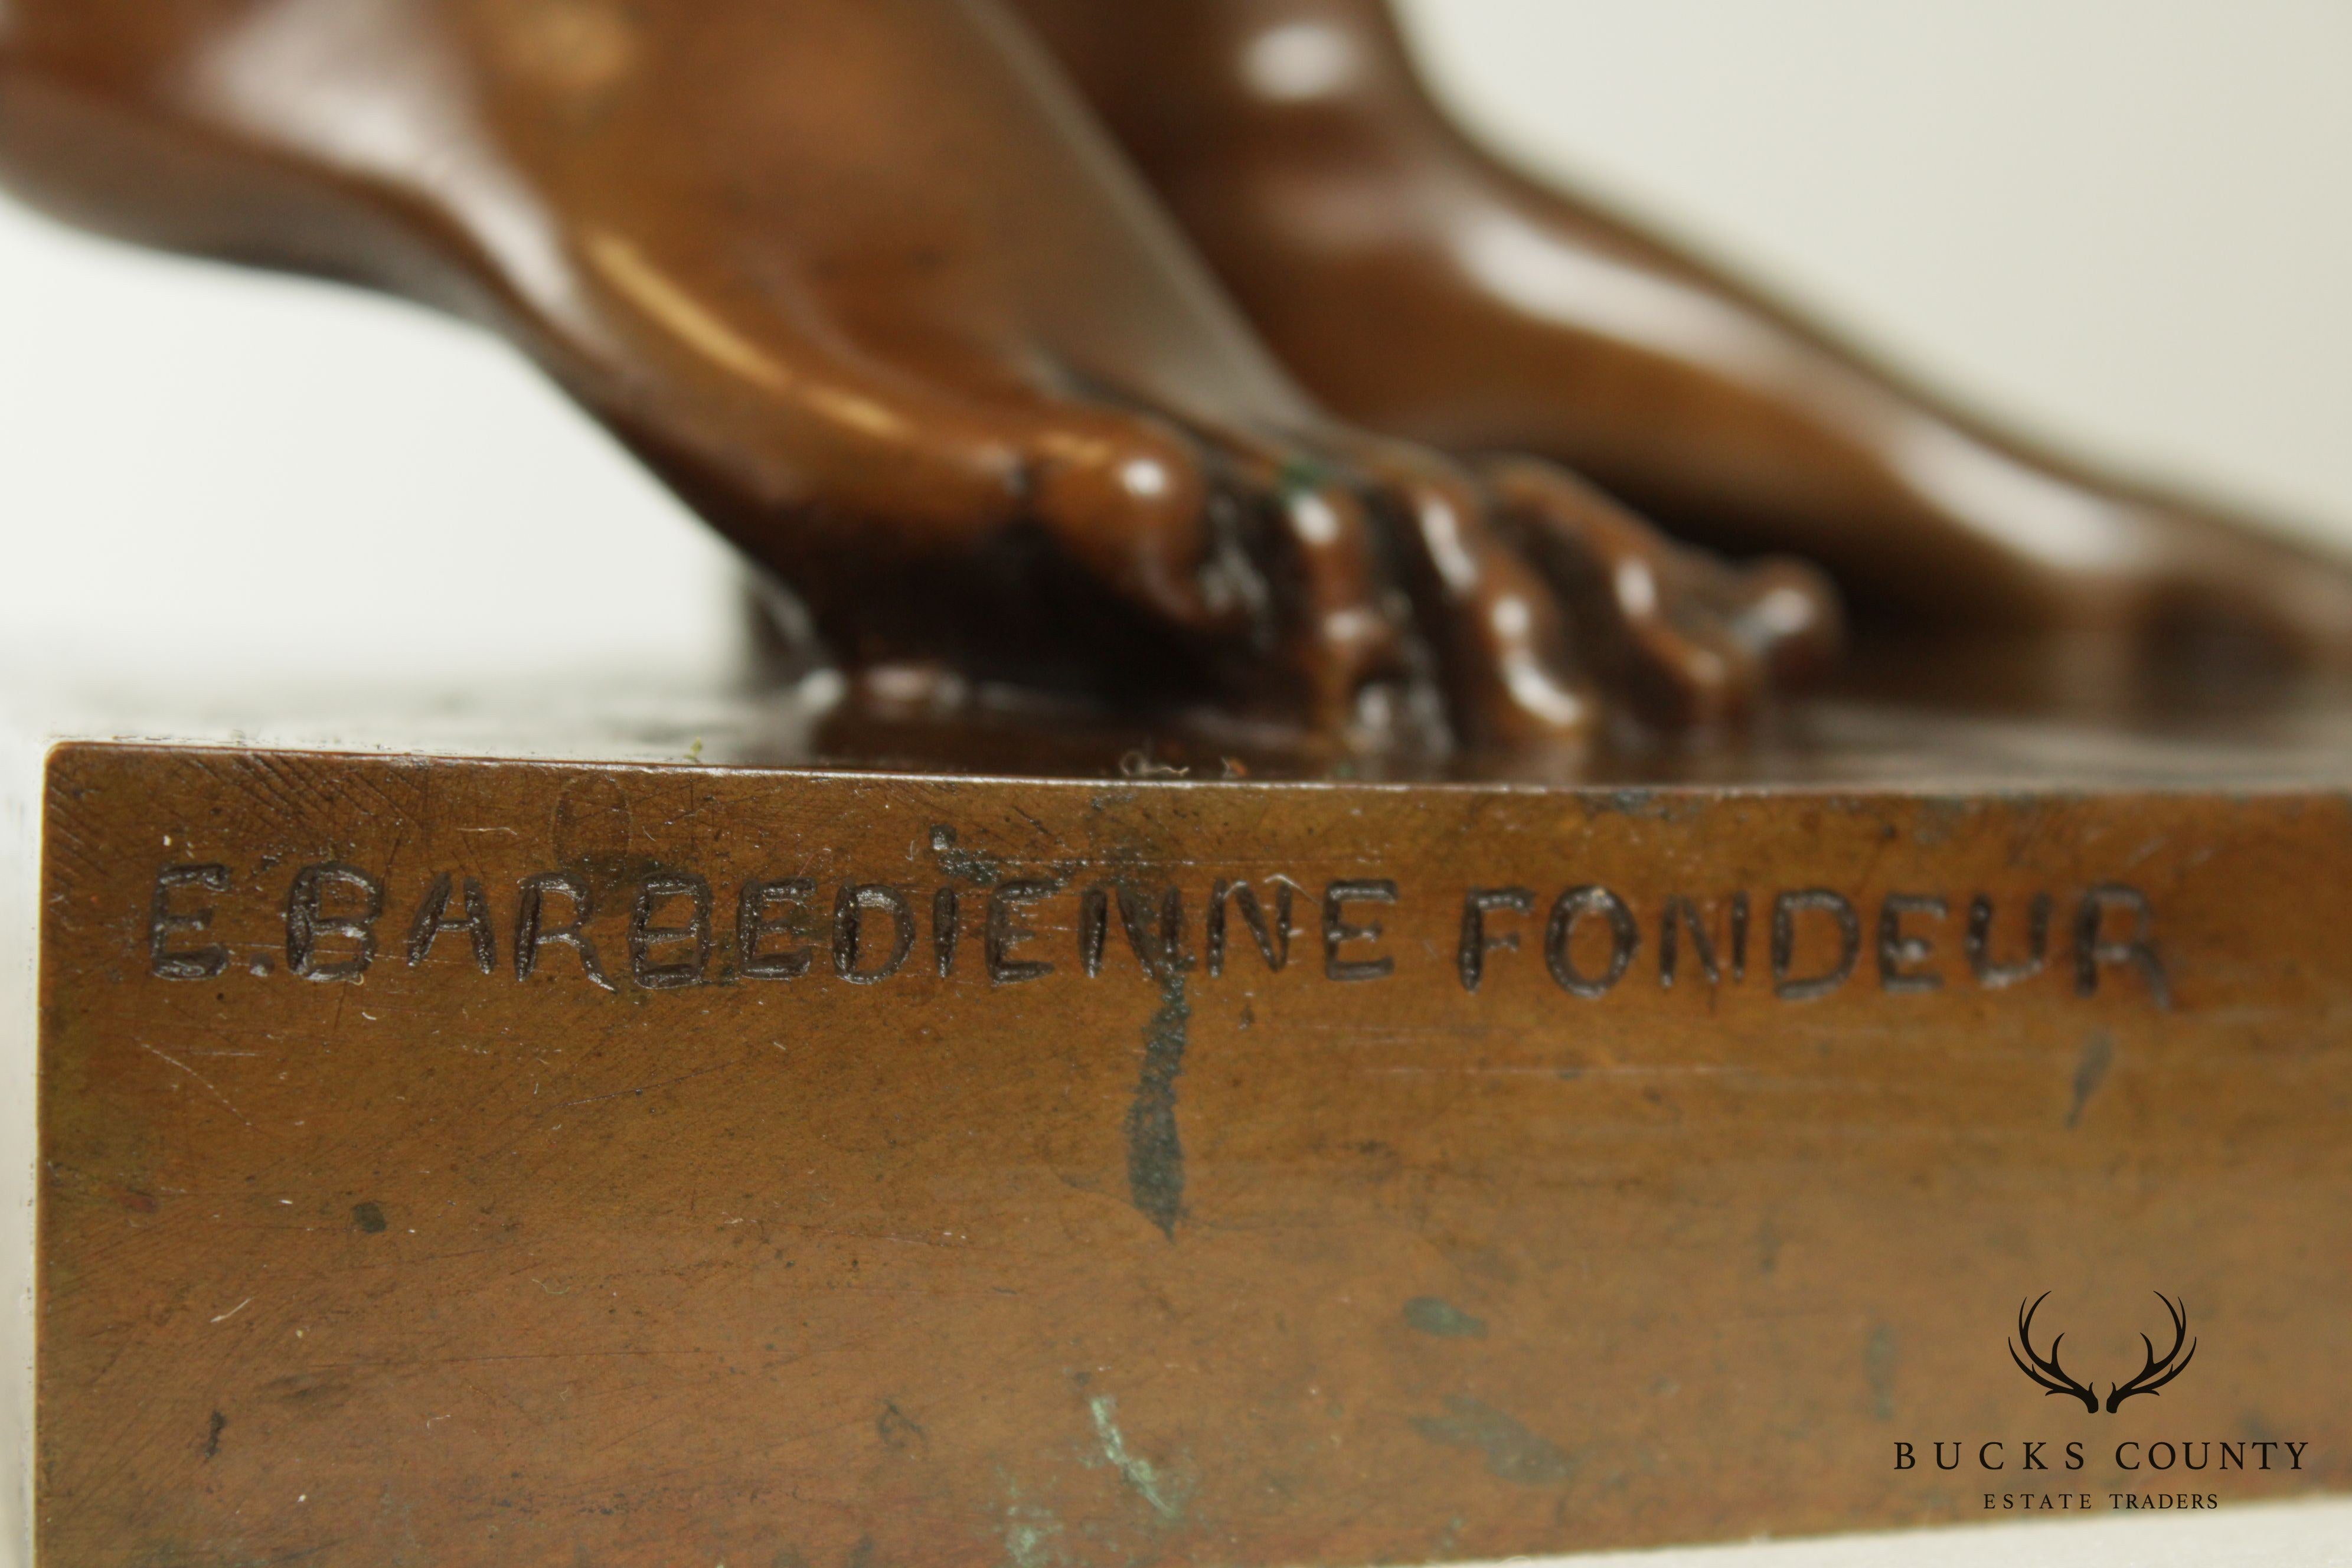 E.BARBEDIENNE FONDEUR
BUCKS COUNTY
ESTATE TRADERS